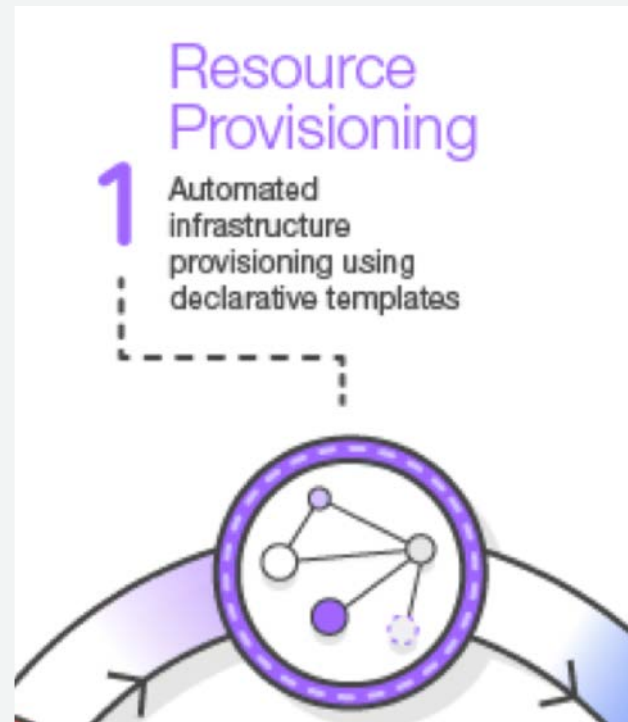 Resource
Provisioning
1
Automated
infrastructure
provisioning using
declarative templates